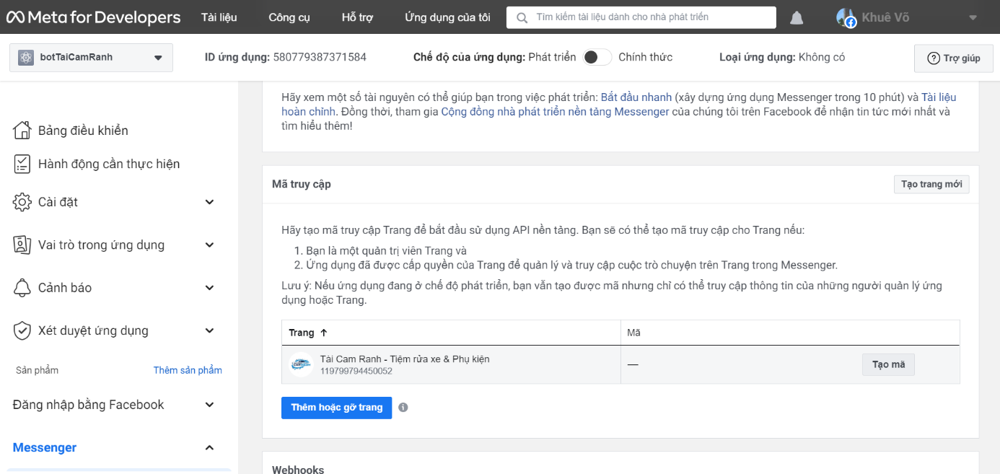 Meta for Developers Tài liệu Công cụ Hỗ trợ Ứng dụng của tôi Tìm kiếm tài liệu dành cho nhà phát triển Khuê Võ
botTaiCamRanh ID ứng dụng: 580779387371584 Chế độ của ứng dụng: Phát triển Chính thức Loại ứng dụng: Không có Trợ giúp
Bảng điều khiển
Hành động cần thực hiện
Cài đặt
Vai trò trong ứng dụng
Cảnh báo
Xét duyệt ứng dụng
Sản phẩm Thêm sản phẩm
Đăng nhập bằng Facebook
Messenger
Hãy xem một số tài nguyên có thể giúp bạn trong việc phát triển: Bắt đầu nhanh (xây dựng ứng dụng Messenger trong 10 phút) và Tài liệu
hoàn chỉnh. Đồng thời, tham gia Cộng đồng nhà phát triển nền tảng Messenger của chúng tôi trên Facebook để nhận tin tức mới nhất và
tìm hiểu thêm!
Mã truy cập Tạo trang mới
Hãy tạo mã truy cập Trang để bắt đầu sử dụng API nền tảng. Bạn sẽ có thể tạo mã truy cập cho Trang nếu:
1. Bạn là một quản trị viên Trang và
2. Ứng dụng đã được cấp quyền của Trang để quản lý và truy cập cuộc trò chuyện trên Trang trong Messenger.
Lưu ý: Nếu ứng dụng đang ở chế độ phát triển, bạn vẫn tạo được mã nhưng chỉ có thể truy cập thông tin của những người quản lý ứng
dụng hoặc Trang.
Trang ↑ Mã
Tài Cam Ranh - Tiệm rửa xe & Phụ kiện
119799794450052 — Tạo mã
Thêm hoặc gỡ trang
Webhooks